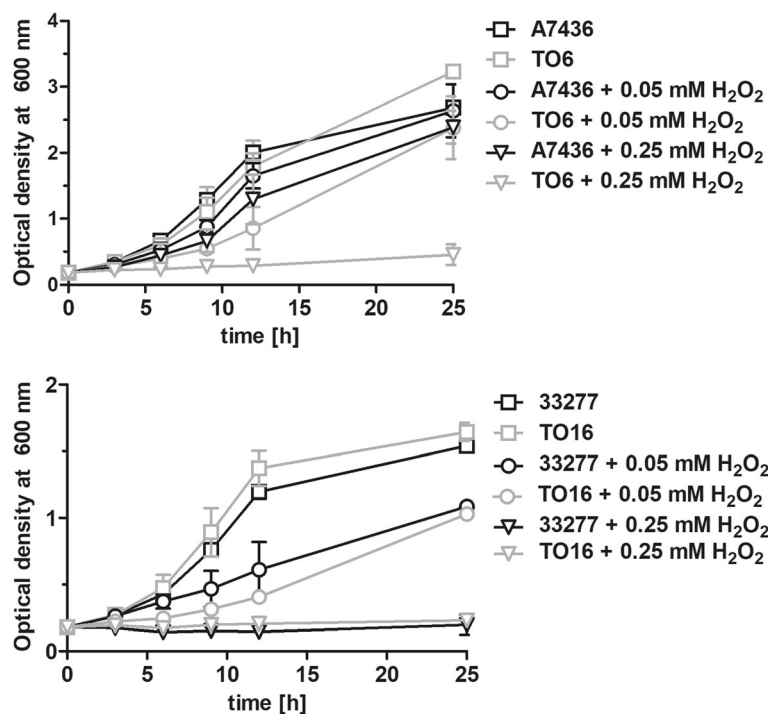 Optical density at 600 nm
4
3
2
1
0
0 5 10 15 20 25
time [h]
A7436
TO6
A7436 + 0.05 mM H₂O₂
TO6 + 0.05 mM H₂O₂
A7436 + 0.25 mM H₂O₂
TO6 + 0.25 mM H₂O₂
Optical density at 600 nm
2
1
0
0 5 10 15 20 25
time [h]
33277
TO16
33277 + 0.05 mM H₂O₂
TO16 + 0.05 mM H₂O₂
33277 + 0.25 mM H₂O₂
TO16 + 0.25 mM H₂O₂